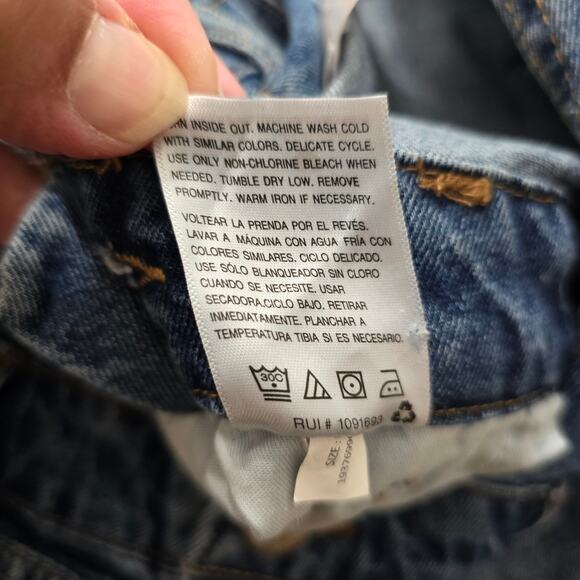 INSIDE OUT. MACHINE WASH COLD
WITH SIMILAR COLORS. DELICATE CYCLE.
USE ONLY NON-CHLORINE BLEACH WHEN
NEEDED. TUMBLE DRY LOW. REMOVE
PROMPTLY. WARM IRON IF NECESSARY.
VOLTEAR LA PRENDA POR EL REVÉS.
LAVAR A MÁQUINA CON AGUA FRÍA CON
COLORES SIMILARES. CICLO DELICADO.
USE SÓLO BLANQUEADOR SIN CLORO
CUANDO SE NECESITE. USAR
SECADORA.CICLO BAJO. RETIRAR
INMEDIATAMENTE. PLANCHAR A
TEMPERATURA TIBIA SI ES NECESARIO.
30C
RUI # 1091693
SIZE :